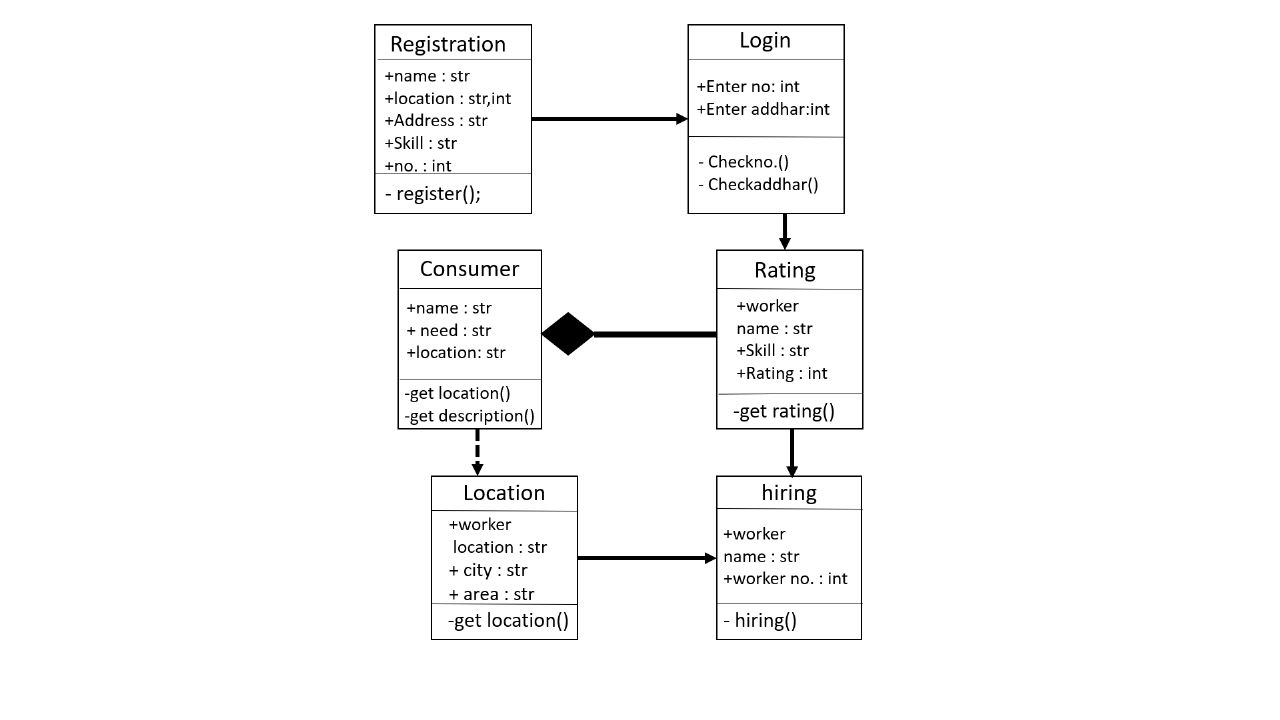 Registration
+name : str
+location : str,int
+Address : str
+Skill : str
+no. : int
- register();
Login
+Enter no: int
+Enter addhar:int
- Checkno.()
- Checkaddhar()
Consumer
+name : str
+ need : str
+location: str
-get location()
-get description()
Rating
+worker
name : str
+Skill : str
+Rating : int
-get rating()
Location
+worker
location : str
+ city : str
+ area : str
-get location()
hiring
+worker
name : str
+worker no. : int
- hiring()